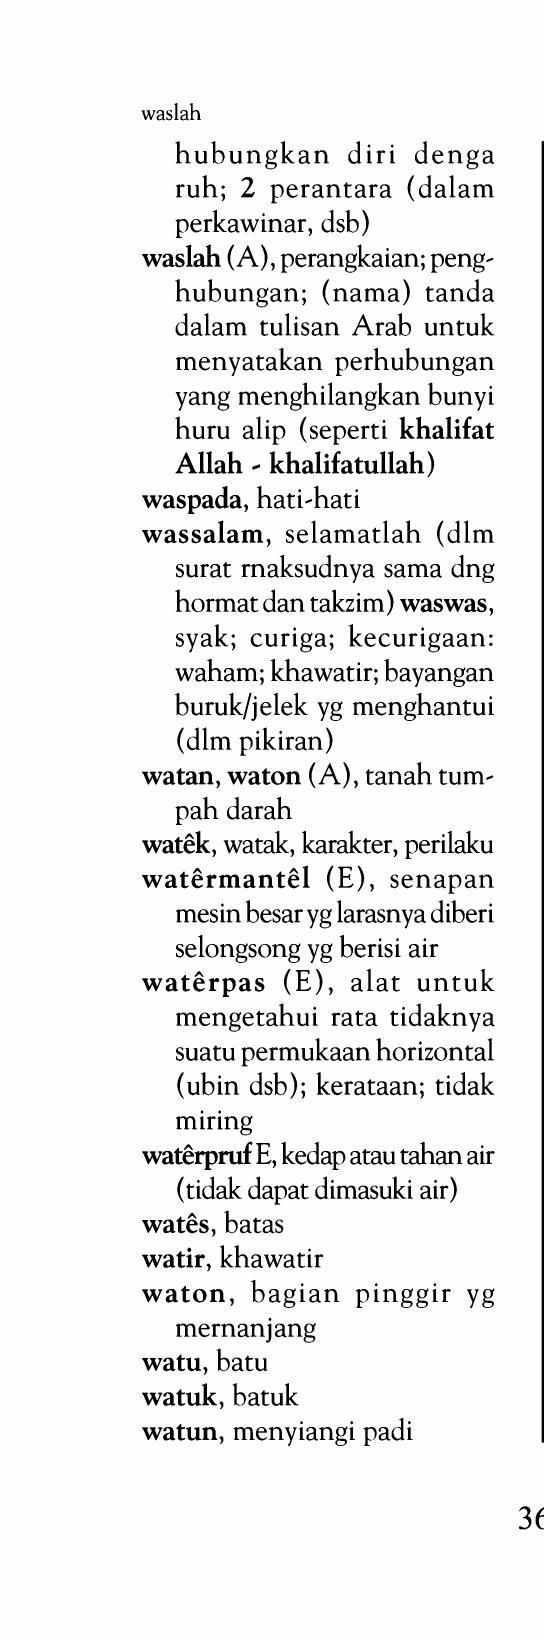 waslah
hubungkan diri denga
ruh; 2 perantara (dalam
perkawinar, dsb)
waslah (A), perangkaian; peng-
hubungan; (nama) tanda
dalam tulisan Arab untuk
menyatakan perhubungan
yang menghilangkan bunyi
huru alip (seperti khalifat
Allah - khalifatullah)
waspada, hati-hati
wassalam, selamatlah (dlm
surat rnaksudnya sama dng
hormat dan takzim) waswas,
syak; curiga; kecurigaan:
waham; khawatir; bayangan
buruk/jelek yg menghantui
(dlm pikiran)
watan, waton (A), tanah tum-
pah darah
watêk, watak, karakter, perilaku
watêrmantêl (E), senapan
mesin besar yg larasnya diberi
selongsong yg berisi air
watêrpas (E), alat untuk
mengetahui rata tidaknya
suatu permukaan horizontal
(ubin dsb); kerataan; tidak
miring
watêrpruf E, kedap atau tahan air
(tidak dapat dimasuki air)
watês, batas
watir, khawatir
waton, bagian pinggir yg
mernanjang
watu, batu
watuk, batuk
watun, menyiangi padi